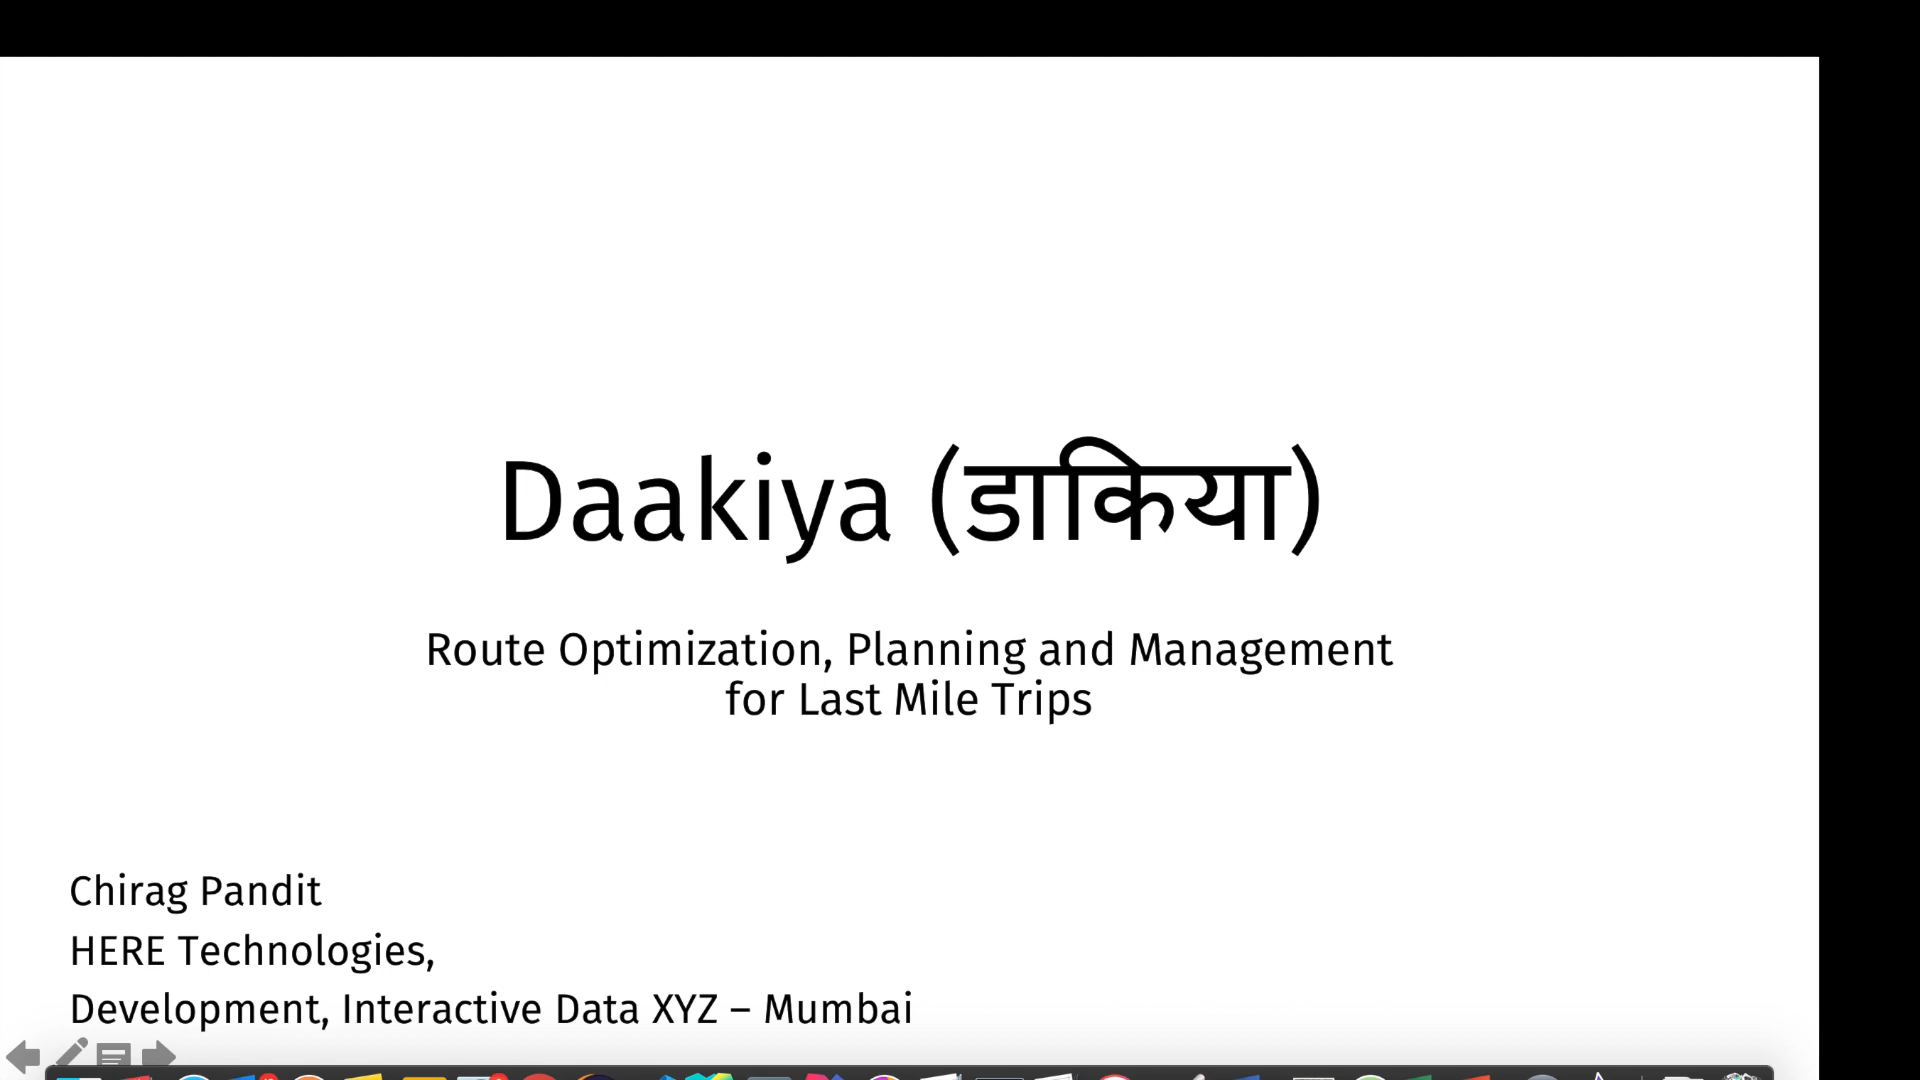 Daakiya (डाकिया)
Route Optimization, Planning and Management
for Last Mile Trips
Chirag Pandit
HERE Technologies,
Development, Interactive Data XYZ – Mumbai